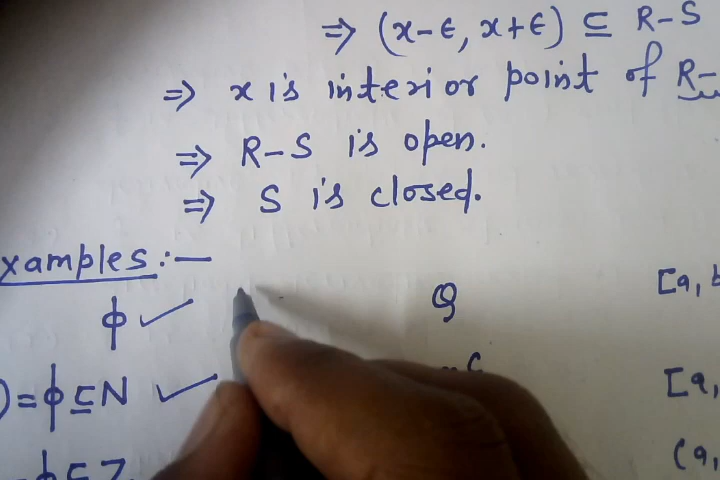 ⇒ (x-ϵ, x+ϵ) ⊆ R-S
⇒ x is interior point of R-
⇒ R-S is open.
⇒ S is closed.
xamples :-
ϕ ✓ Q [a, b
)=ϕ⊆N ✓ c [a,
ϕ⊆Z (a,